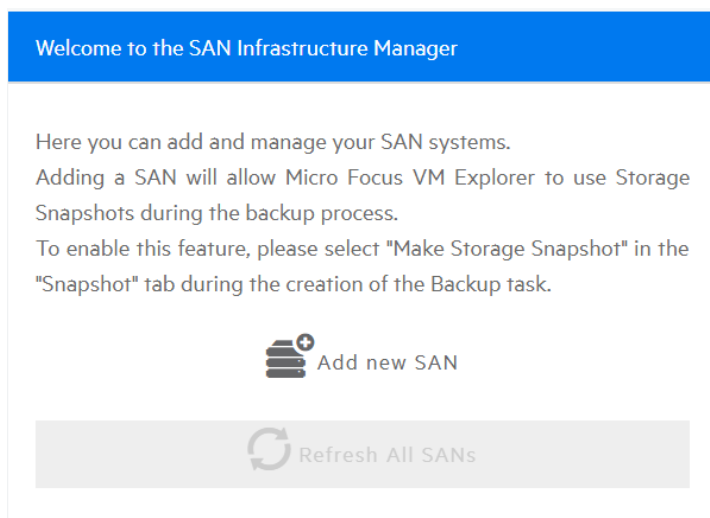 Welcome to the SAN Infrastructure Manager
Here you can add and manage your SAN systems.
Adding a SAN will allow Micro Focus VM Explorer to use Storage
Snapshots during the backup process.
To enable this feature, please select "Make Storage Snapshot" in the
"Snapshot" tab during the creation of the Backup task.
Add new SAN
Refresh All SANs